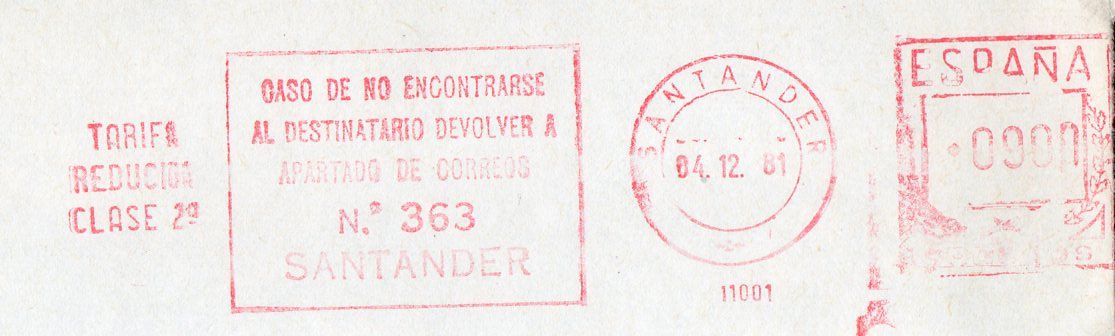 TARIFA
REDUCIDA
CLASE 2ª
CASO DE NO ENCONTRARSE
AL DESTINATARIO DEVOLVER A
APARTADO DE CORREOS
N.º 363
SANTANDER
SANTANDER
04.12.81
11001
ESPAÑA
CORREOS